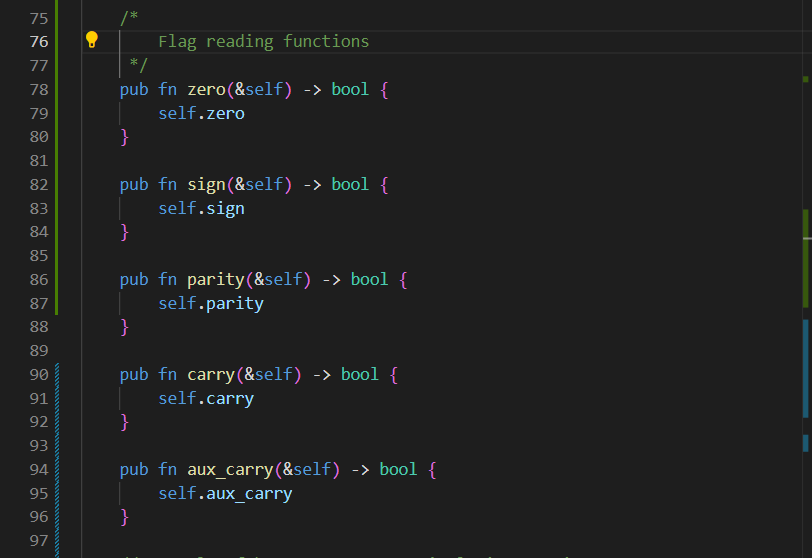 75 /*
76 Flag reading functions
77 */
78 pub fn zero(&self) -> bool {
79 self.zero
80 }
81
82 pub fn sign(&self) -> bool {
83 self.sign
84 }
85
86 pub fn parity(&self) -> bool {
87 self.parity
88 }
89
90 pub fn carry(&self) -> bool {
91 self.carry
92 }
93
94 pub fn aux_carry(&self) -> bool {
95 self.aux_carry
96 }
97